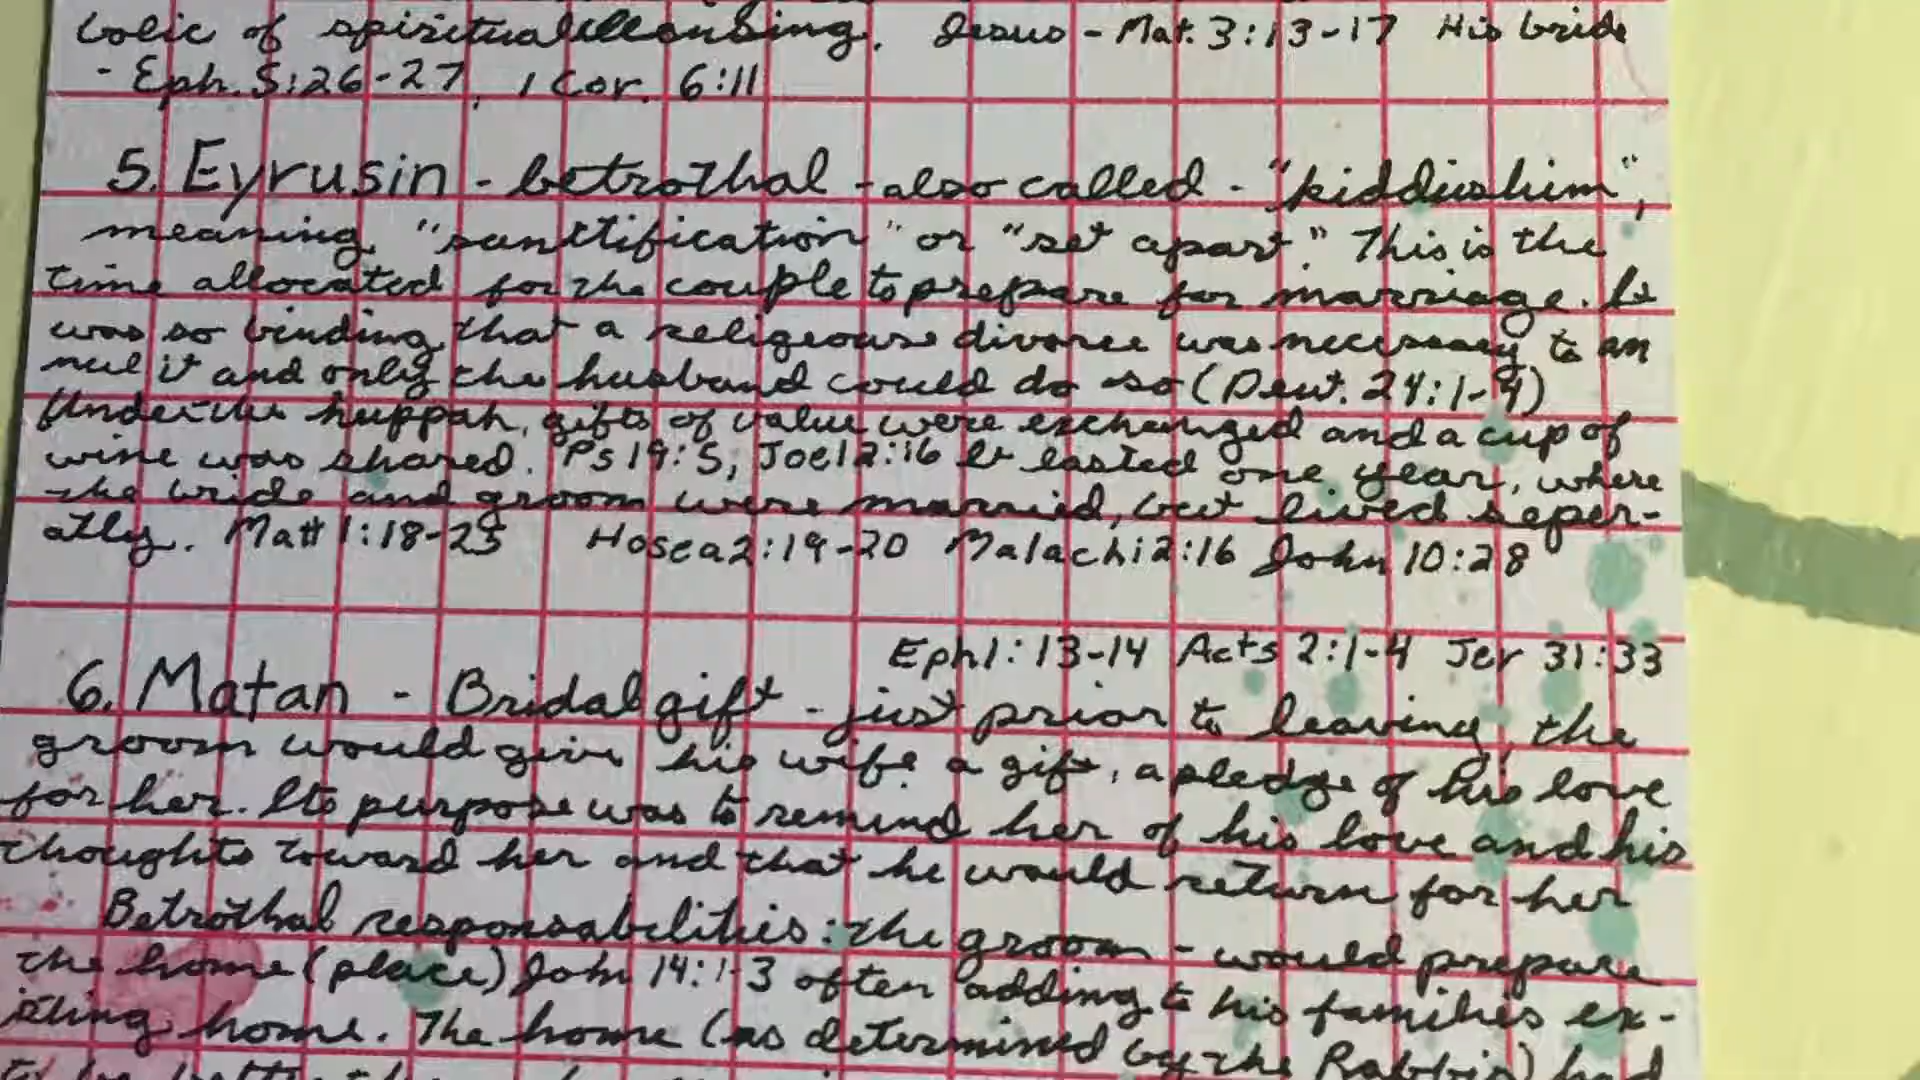 bolic of spiritual cleansing. Jesus - Mat. 3:13-17 His bride
- Eph. 5:26-27, 1 Cor. 6:11
5. Eyrusin - betrothal - also called - "kiddushim",
meaning "sanctification" or "set apart." This is the
time allocated for the couple to prepare for marriage. It
was so binding that a religeous divorce was necessary to an
nul it and only the husband could do so (Deut. 24:1-4)
Under the huppah, gifts of value were exchanged and a cup of
wine was shared. Ps 19:5, Joel 2:16 It lasted one year, where
the bride and groom were married, but lived seper-
atly. Matt 1:18-25 Hosea 2:19-20 Malachi 2:16 John 10:28
Eph 1:13-14 Acts 2:1-4 Jer 31:33
6. Matan - Bridal gift - just prior to leaving, the
groom would give his wife a gift, a pledge of his love
for her. Its purpose was to remind her of his love and his
thoughts toward her and that he would return for her
Betrothal responsabilities: the groom - would prepare
the home (place) John 14:1-3 often adding to his families ex-
isting home. The home (as determined by the Rabbis) had
to be